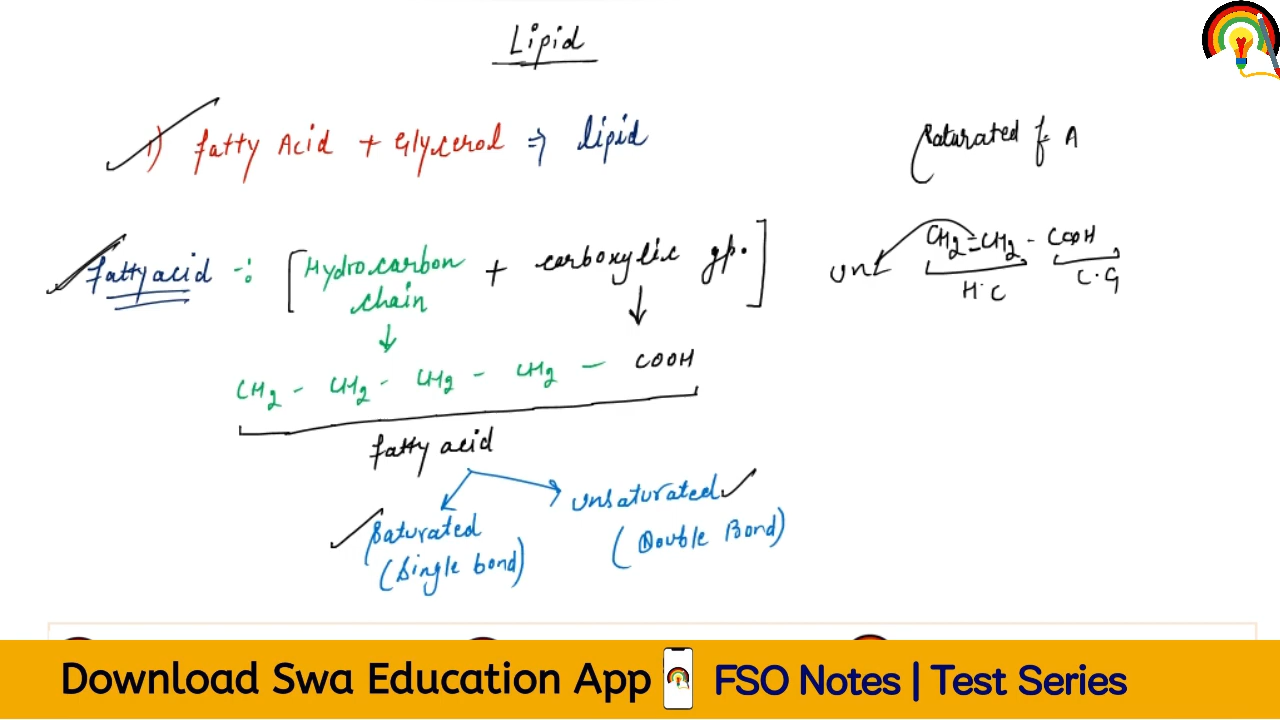 Lipid
1) fatty Acid + Glycerol ⇒ lipid
Saturated f A
fatty acid -: [Hydrocarbon chain + carboxylic gp.]
CH2=CH2 - COOH
Un
H.C C.G
CH2 - CH2 - CH2 - CH2 - COOH
fatty acid
Saturated
(Single bond)
Unsaturated
(Double Bond)
Download Swa Education App FSO Notes | Test Series